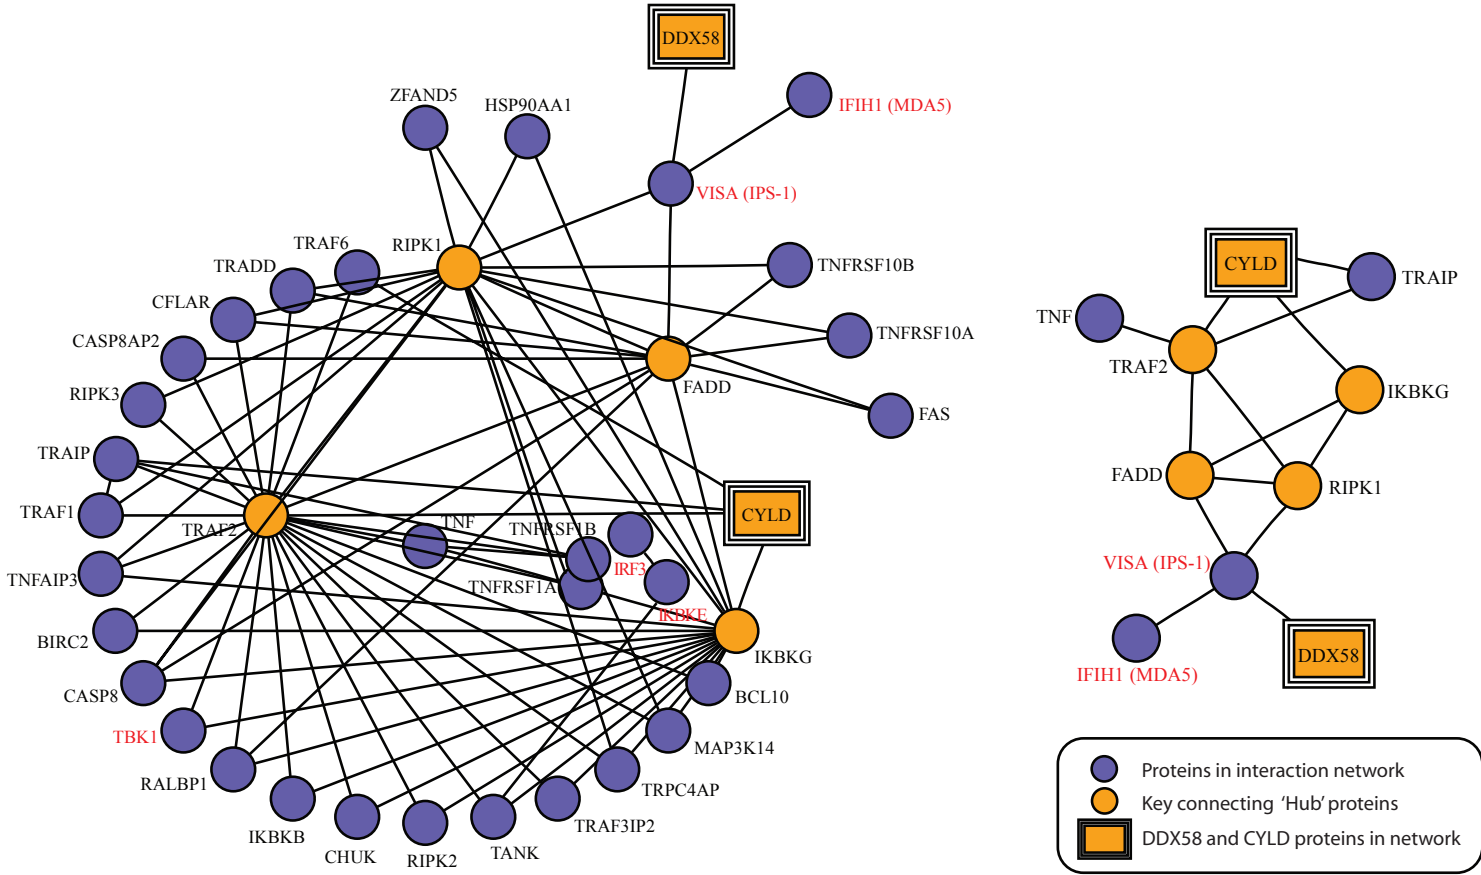 DDX58
ZFAND5
HSP90AA1
IFIH1 (MDA5)
VISA (IPS-1)
TRAF6
RIPK1
TRADD
TNFRSF10B
CFLAR
CASP8AP2
TNFRSF10A
RIPK3
FADD
FAS
TRAIP
TRAF1
TRAF2
TNF
TNFRSF1B
CYLD
IRF3
TNFAIP3
TNFRSF1A
IKBKE
BIRC2
IKBKG
CASP8
BCL10
TBK1
MAP3K14
RALBP1
TRPC4AP
IKBKB
TRAF3IP2
CHUK
RIPK2
TANK
CYLD
TRAIP
TNF
TRAF2
IKBKG
FADD
RIPK1
VISA (IPS-1)
IFIH1 (MDA5)
DDX58
Proteins in interaction network
Key connecting ‘Hub’ proteins
DDX58 and CYLD proteins in network